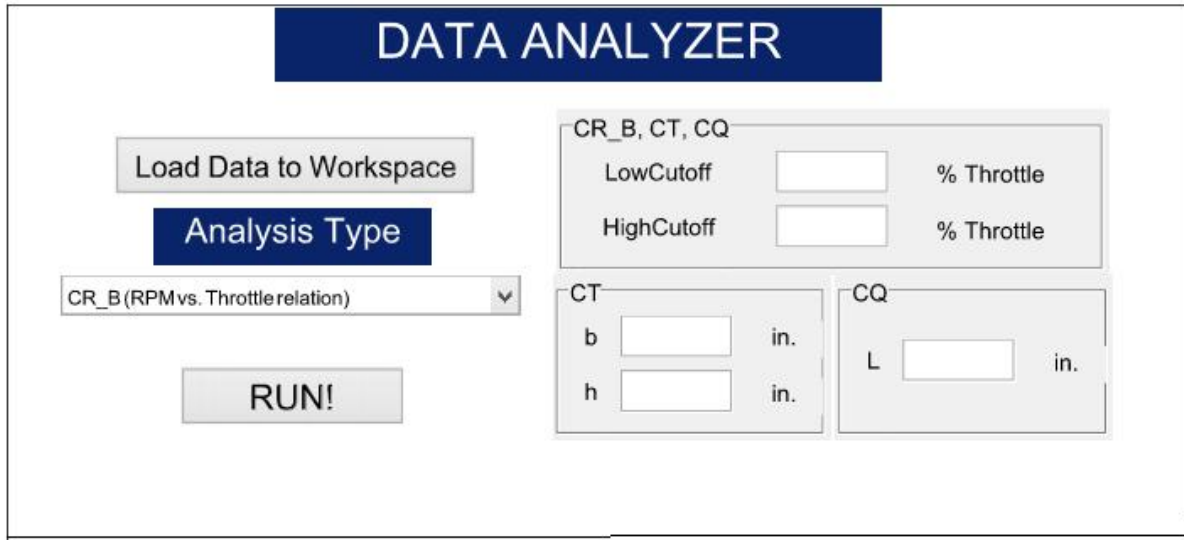 DATA ANALYZER
Load Data to Workspace
Analysis Type
CR_B (RPM vs. Throttle relation)
RUN!
CR_B, CT, CQ
LowCutoff % Throttle
HighCutoff % Throttle
CT
b in.
h in.
CQ
L in.